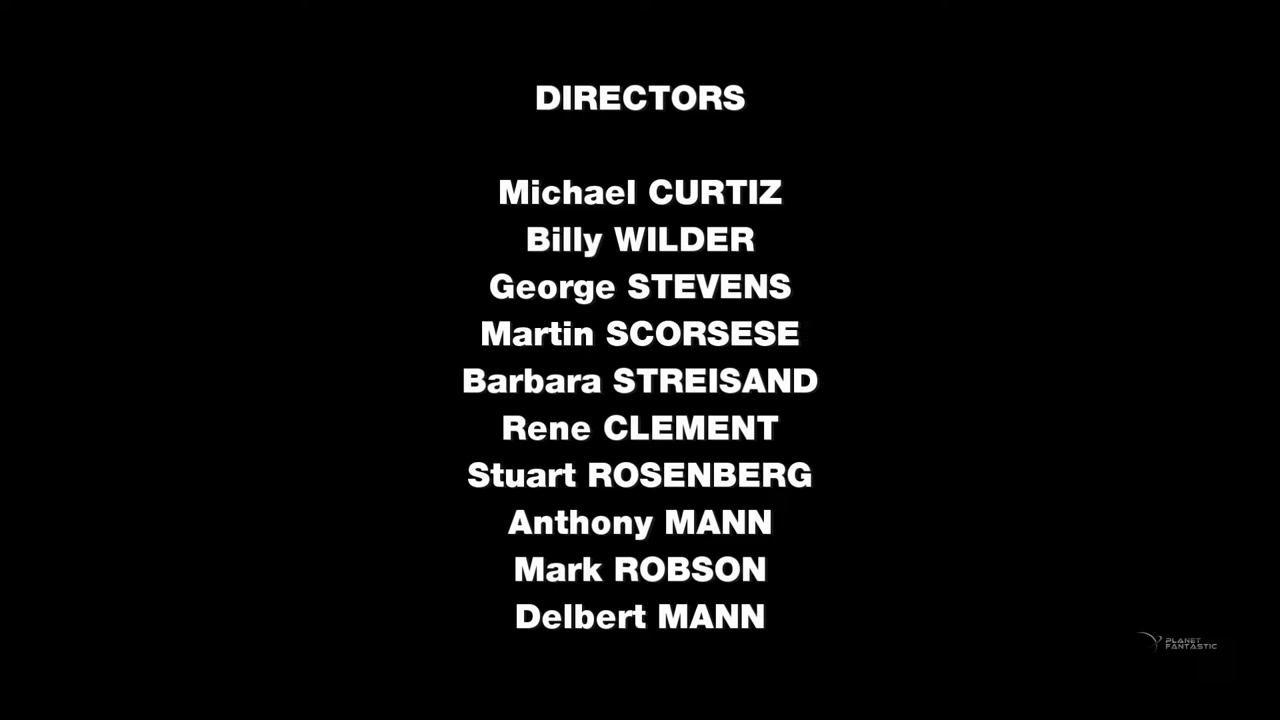 DIRECTORS
Michael CURTIZ
Billy WILDER
George STEVENS
Martin SCORSESE
Barbara STREISAND
Rene CLEMENT
Stuart ROSENBERG
Anthony MANN
Mark ROBSON
Delbert MANN
PLANET
FANTASTIC